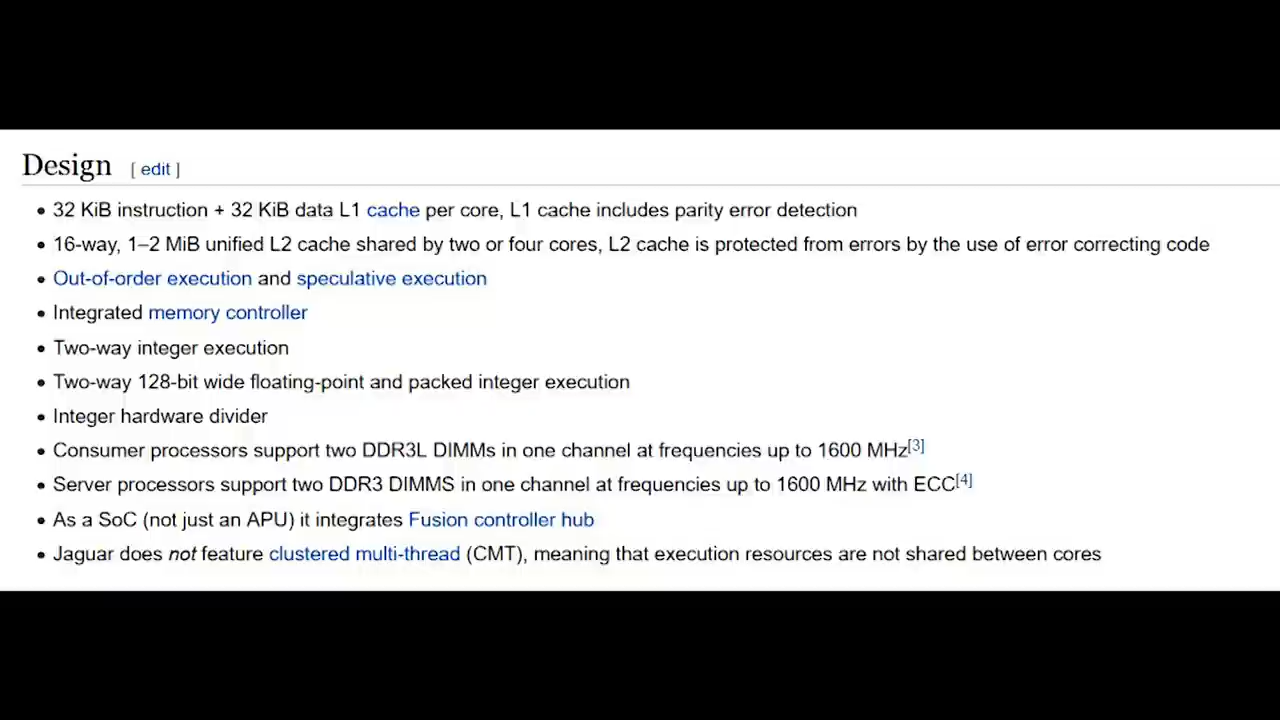 Design [ edit ]
• 32 KiB instruction + 32 KiB data L1 cache per core, L1 cache includes parity error detection
• 16-way, 1–2 MiB unified L2 cache shared by two or four cores, L2 cache is protected from errors by the use of error correcting code
• Out-of-order execution and speculative execution
• Integrated memory controller
• Two-way integer execution
• Two-way 128-bit wide floating-point and packed integer execution
• Integer hardware divider
• Consumer processors support two DDR3L DIMMs in one channel at frequencies up to 1600 MHz[3]
• Server processors support two DDR3 DIMMS in one channel at frequencies up to 1600 MHz with ECC[4]
• As a SoC (not just an APU) it integrates Fusion controller hub
• Jaguar does not feature clustered multi-thread (CMT), meaning that execution resources are not shared between cores